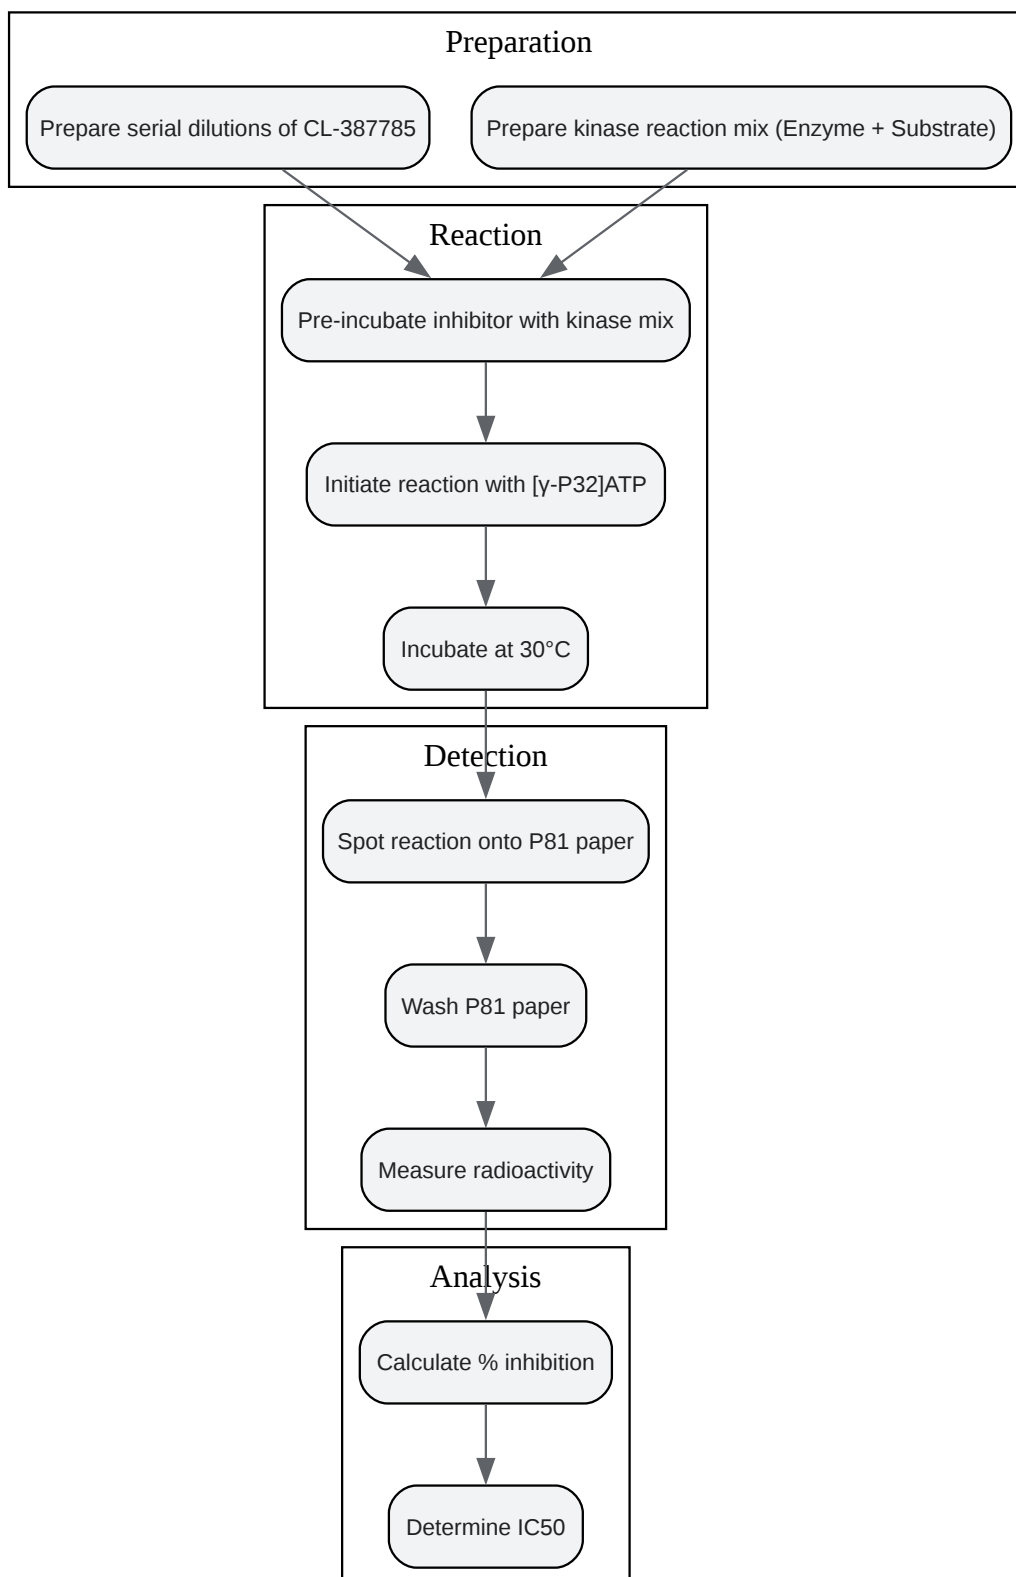 Preparation
Prepare serial dilutions of CL-387785
Prepare kinase reaction mix (Enzyme + Substrate)
Reaction
Pre-incubate inhibitor with kinase mix
Initiate reaction with [γ-P32]ATP
Incubate at 30°C
Detection
Spot reaction onto P81 paper
Wash P81 paper
Measure radioactivity
Analysis
Calculate % inhibition
Determine IC50